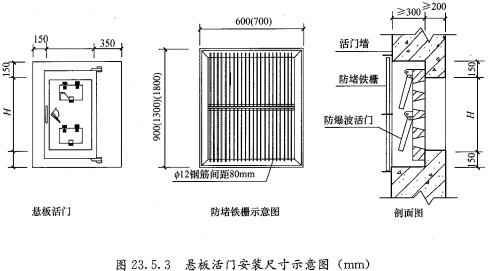 150
350
150
H
150
悬板活门
600(700)
900(1300)(1800)
φ12钢筋间距80mm
防堵铁栅示意图
≥300
≥200
活门墙
防堵铁栅
防爆波活门
150
H
150
剖面图
图 23.5.3 悬板活门安装尺寸示意图(mm)